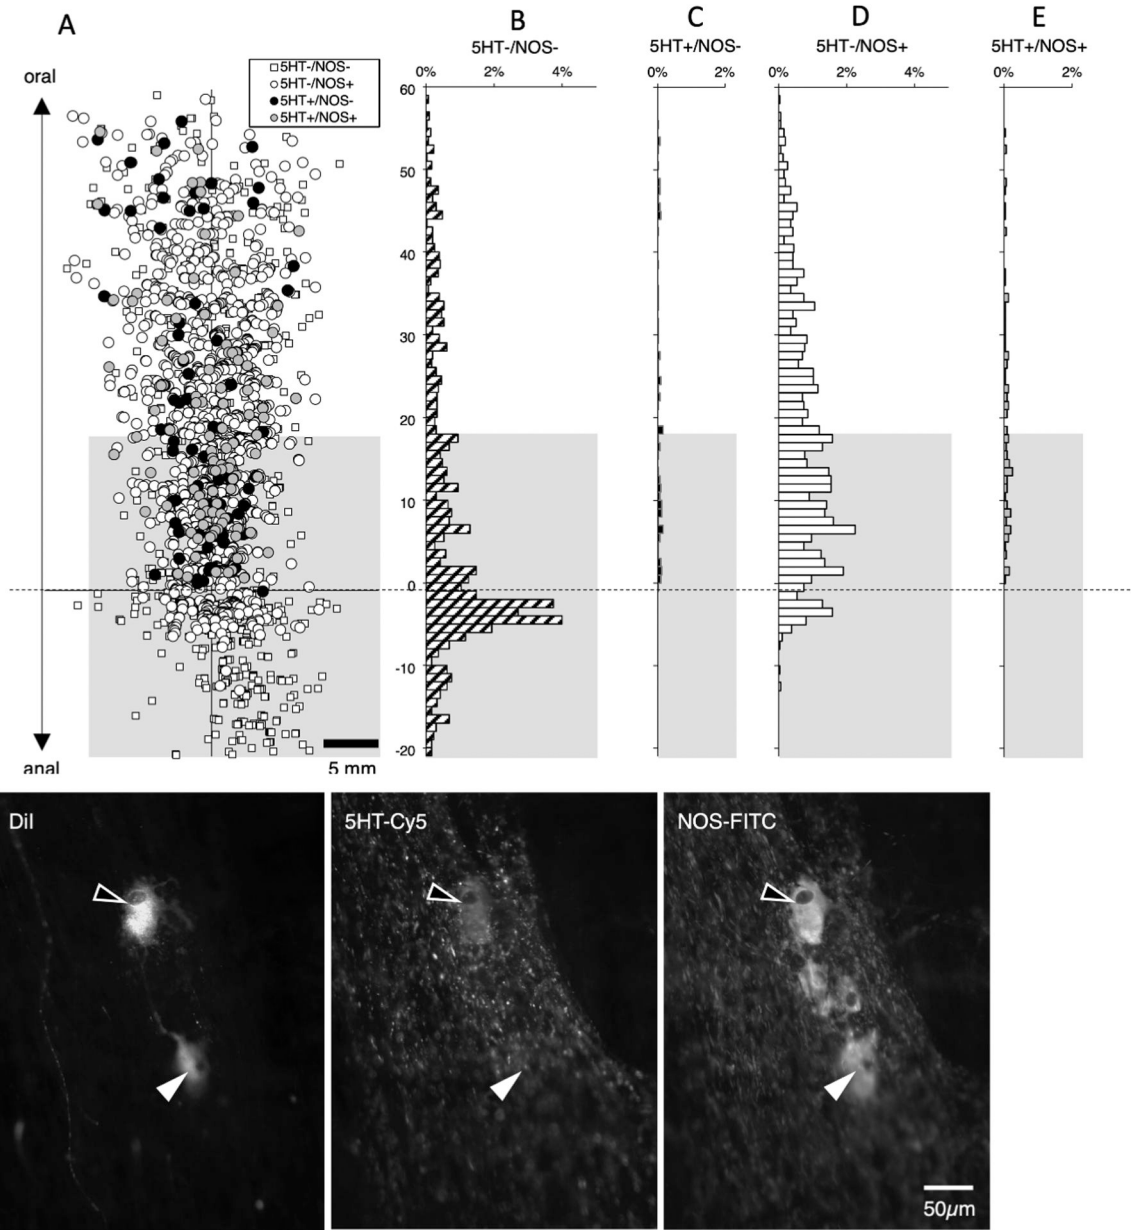 A
B
C
D
E
5HT-/NOS-
5HT+/NOS-
5HT-/NOS+
5HT+/NOS+
oral
5HT-/NOS-
5HT-/NOS+
5HT+/NOS-
5HT+/NOS+
0% 2% 4%
0% 2%
0% 2% 4%
0% 2%
60
50
40
30
20
10
0
-10
-20
anal
5 mm
DiI
5HT-Cy5
NOS-FITC
50µm